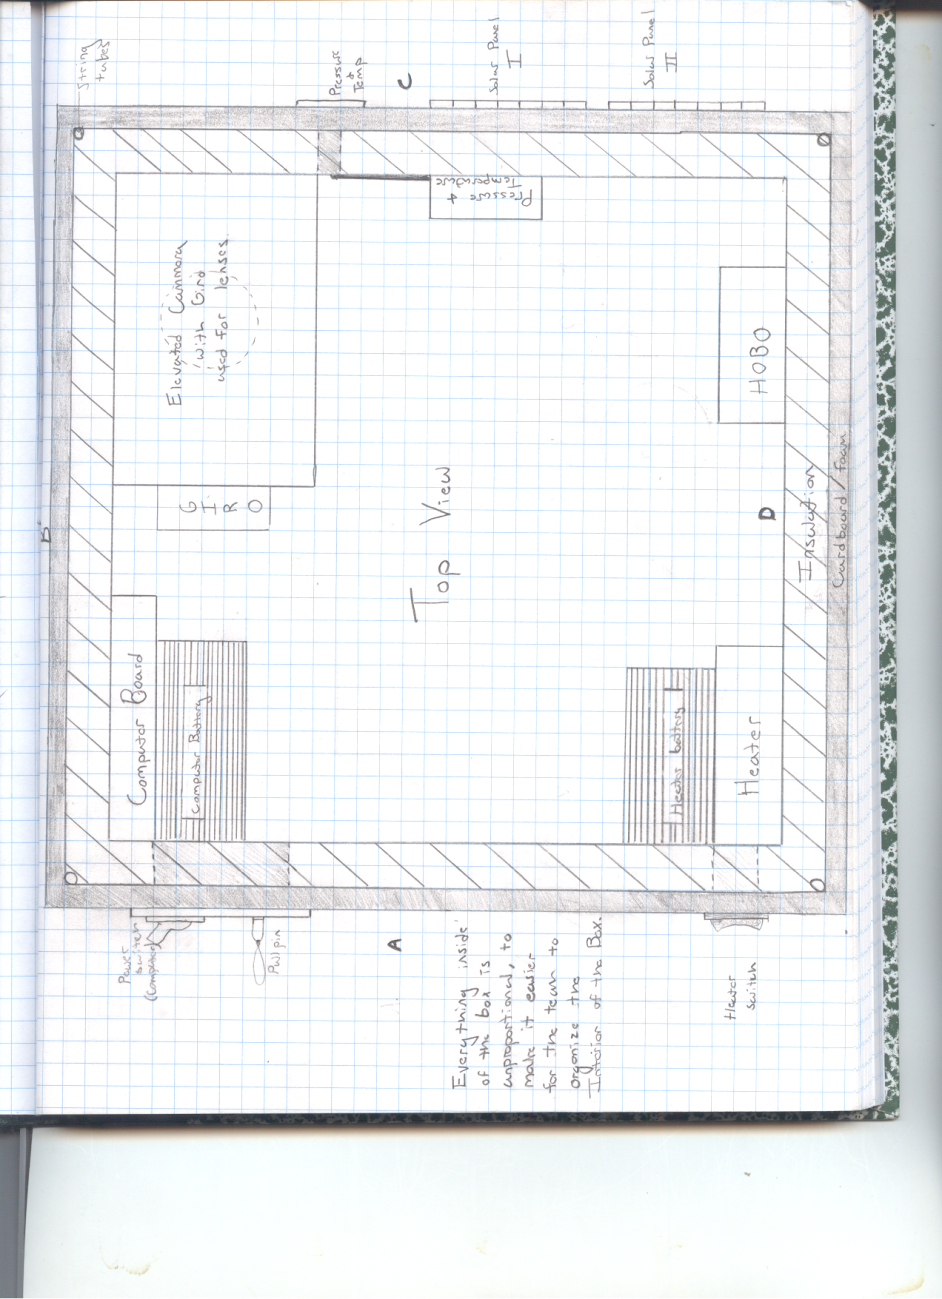 String
tubes
Pressure
&
Temp
C
Solar Panel
I
Solar Panel
II
Pressure &
Temperature
Elevated Cammera
with Grid
used for lenses.
HOBO
GIRO
B
Top View
D
Insulation
Cardboard/foam
Computer Board
Computer Battery
Heater battery
Heater
Power
Switch
(Computer)
Pull pin
A
Everything inside
of the box is
unproportional, to
make it easier
for the team to
organize the
Interior of the Box.
Heater
Switch